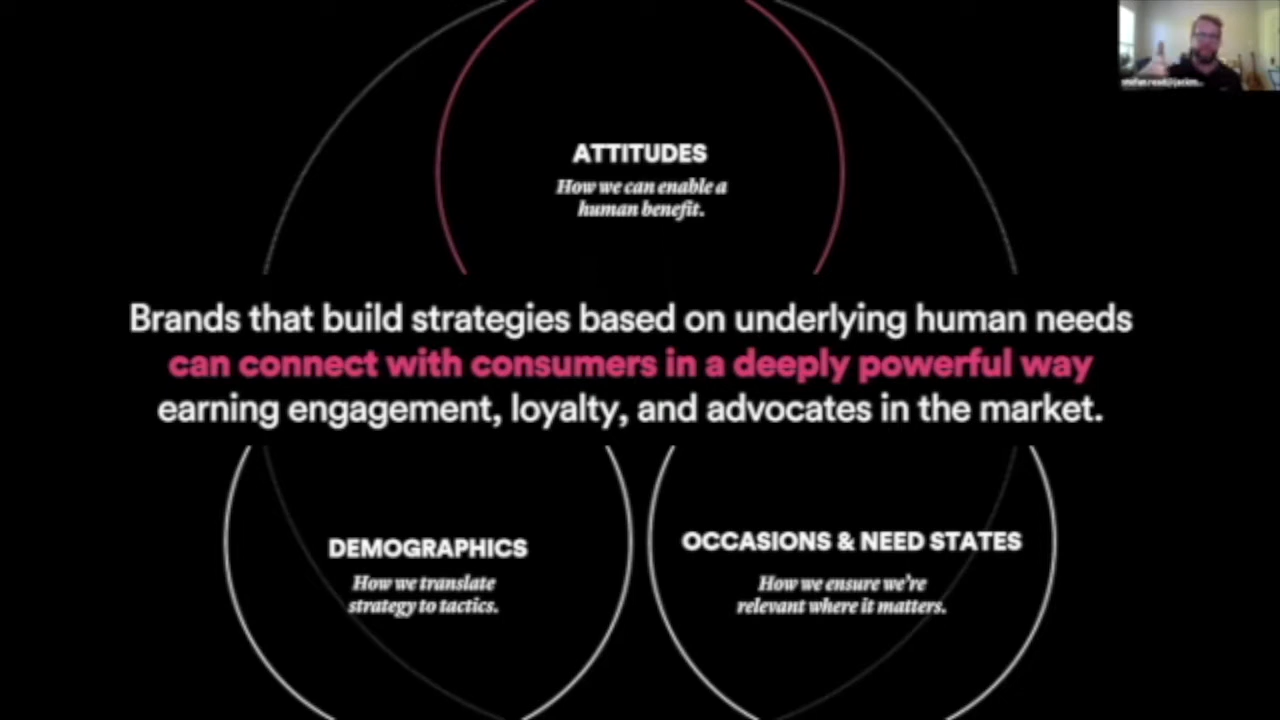 ATTITUDES
How we can enable a
human benefit.
Brands that build strategies based on underlying human needs
can connect with consumers in a deeply powerful way
earning engagement, loyalty, and advocates in the market.
DEMOGRAPHICS
How we translate
strategy to tactics.
OCCASIONS & NEED STATES
How we ensure we're
relevant where it matters.